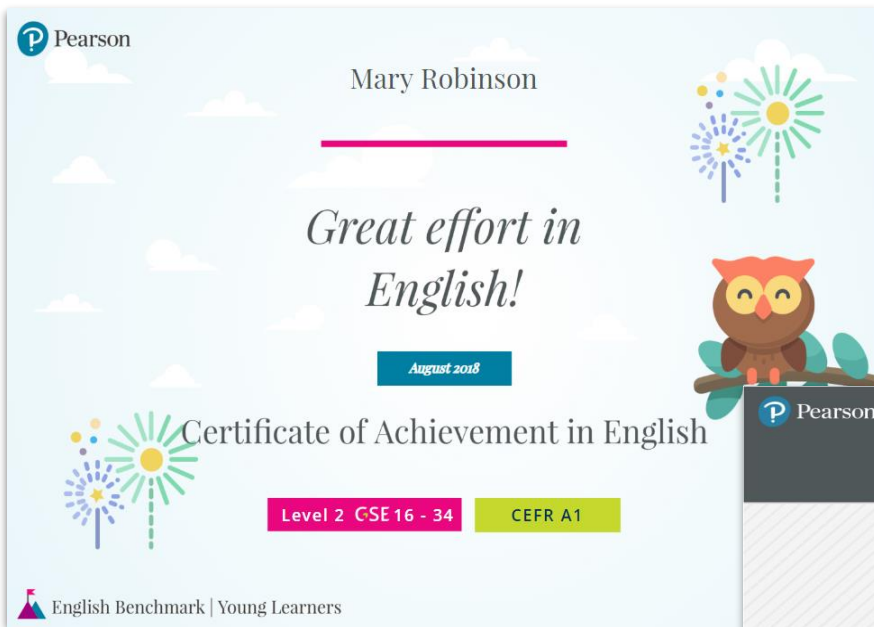 Pearson
Mary Robinson
Great effort in
English!
August 2018
Certificate of Achievement in English
Pearson
Level 2 GSE 16 - 34
CEFR A1
English Benchmark | Young Learners